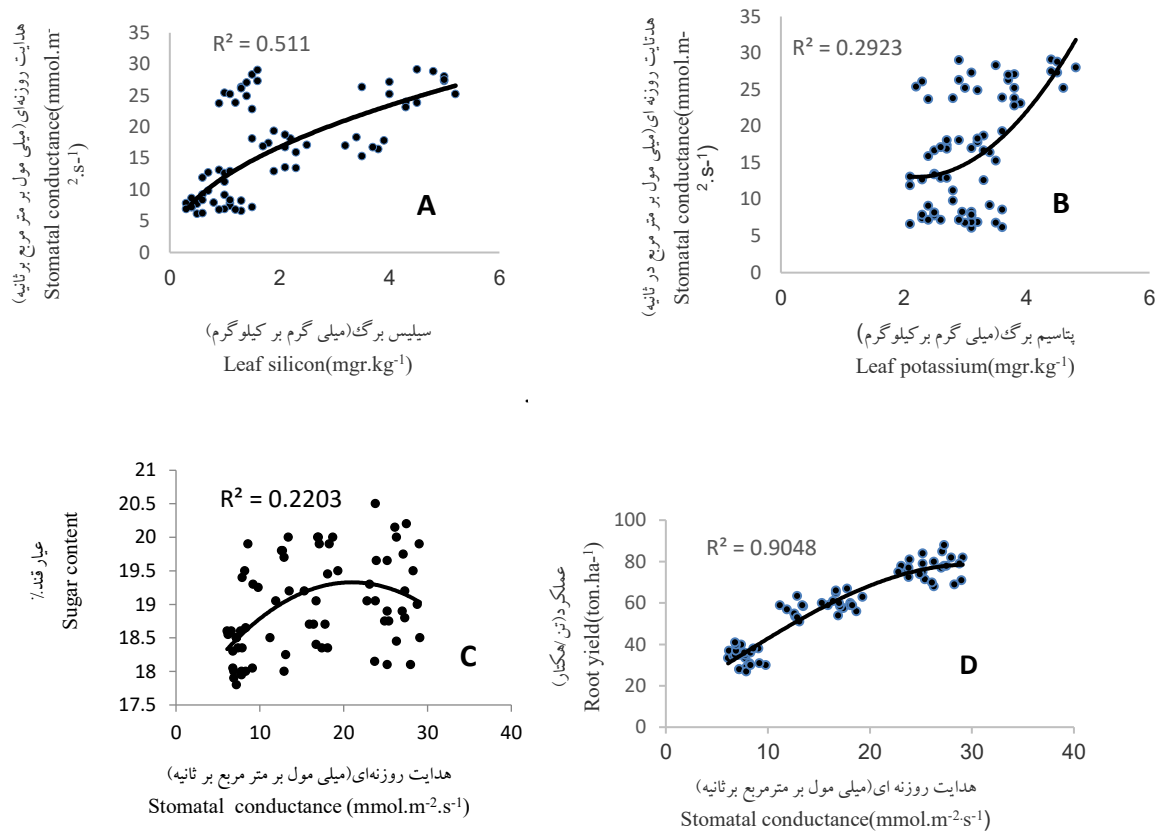 هدایت روزنه‌ای(میلی مول بر متر مربع برثانیه)
Stomatal conductance(mmol.m⁻
².s⁻¹)
35
30
25
20
15
10
5
0
R² = 0.511
A
0
2
4
6
سیلیس برگ(میلی گرم بر کیلوگرم)
Leaf silicon(mgr.kg⁻¹)
هدتایت روزنه ای(میلی مول بر متر مربع در ثانیه)
Stomatal conductance(mmol.m-
².s-¹)
35
30
25
20
15
10
5
0
R² = 0.2923
B
0
2
4
6
پتاسیم برگ(میلی گرم برکیلوگرم)
Leaf potassium(mgr.kg⁻¹)
عیار قند٪
Sugar content
21
20.5
20
19.5
19
18.5
18
17.5
R² = 0.2203
C
0
10
20
30
40
هدایت روزنه‌ای(میلی مول بر متر مربع بر ثانیه)
Stomatal conductance (mmol.m⁻².s⁻¹)
عملکرد(تن/هکتار)
Root yield(ton.ha-¹)
100
80
60
40
20
0
R² = 0.9048
D
0
10
20
30
40
هدایت روزنه ای(میلی مول بر مترمربع برثانیه)
Stomatal conductance(mmol.m⁻²·s⁻¹)